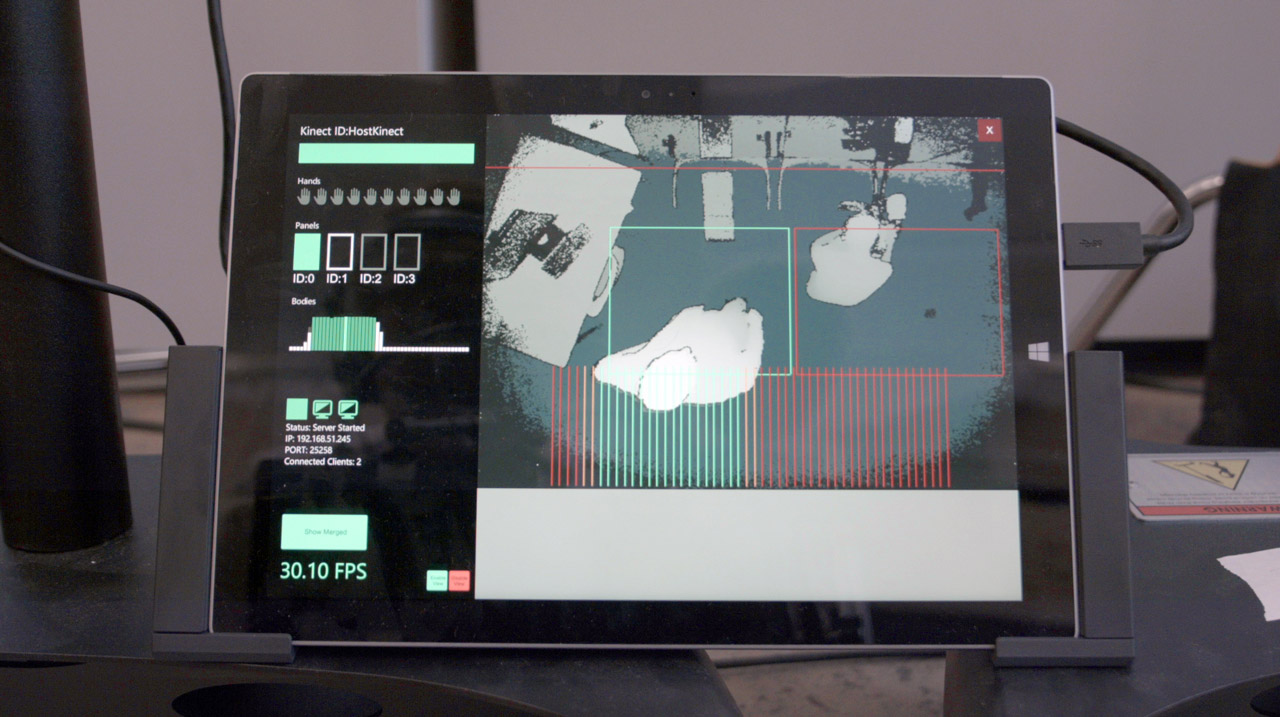 Kinect ID:HostKinect
X
Hands
Panels
ID:0 ID:1 ID:2 ID:3
Bodies
Status: Server Started
IP: 192.168.51.245
PORT: 25258
Connected Clients: 2
Show Merged
30.10 FPS
WARNING